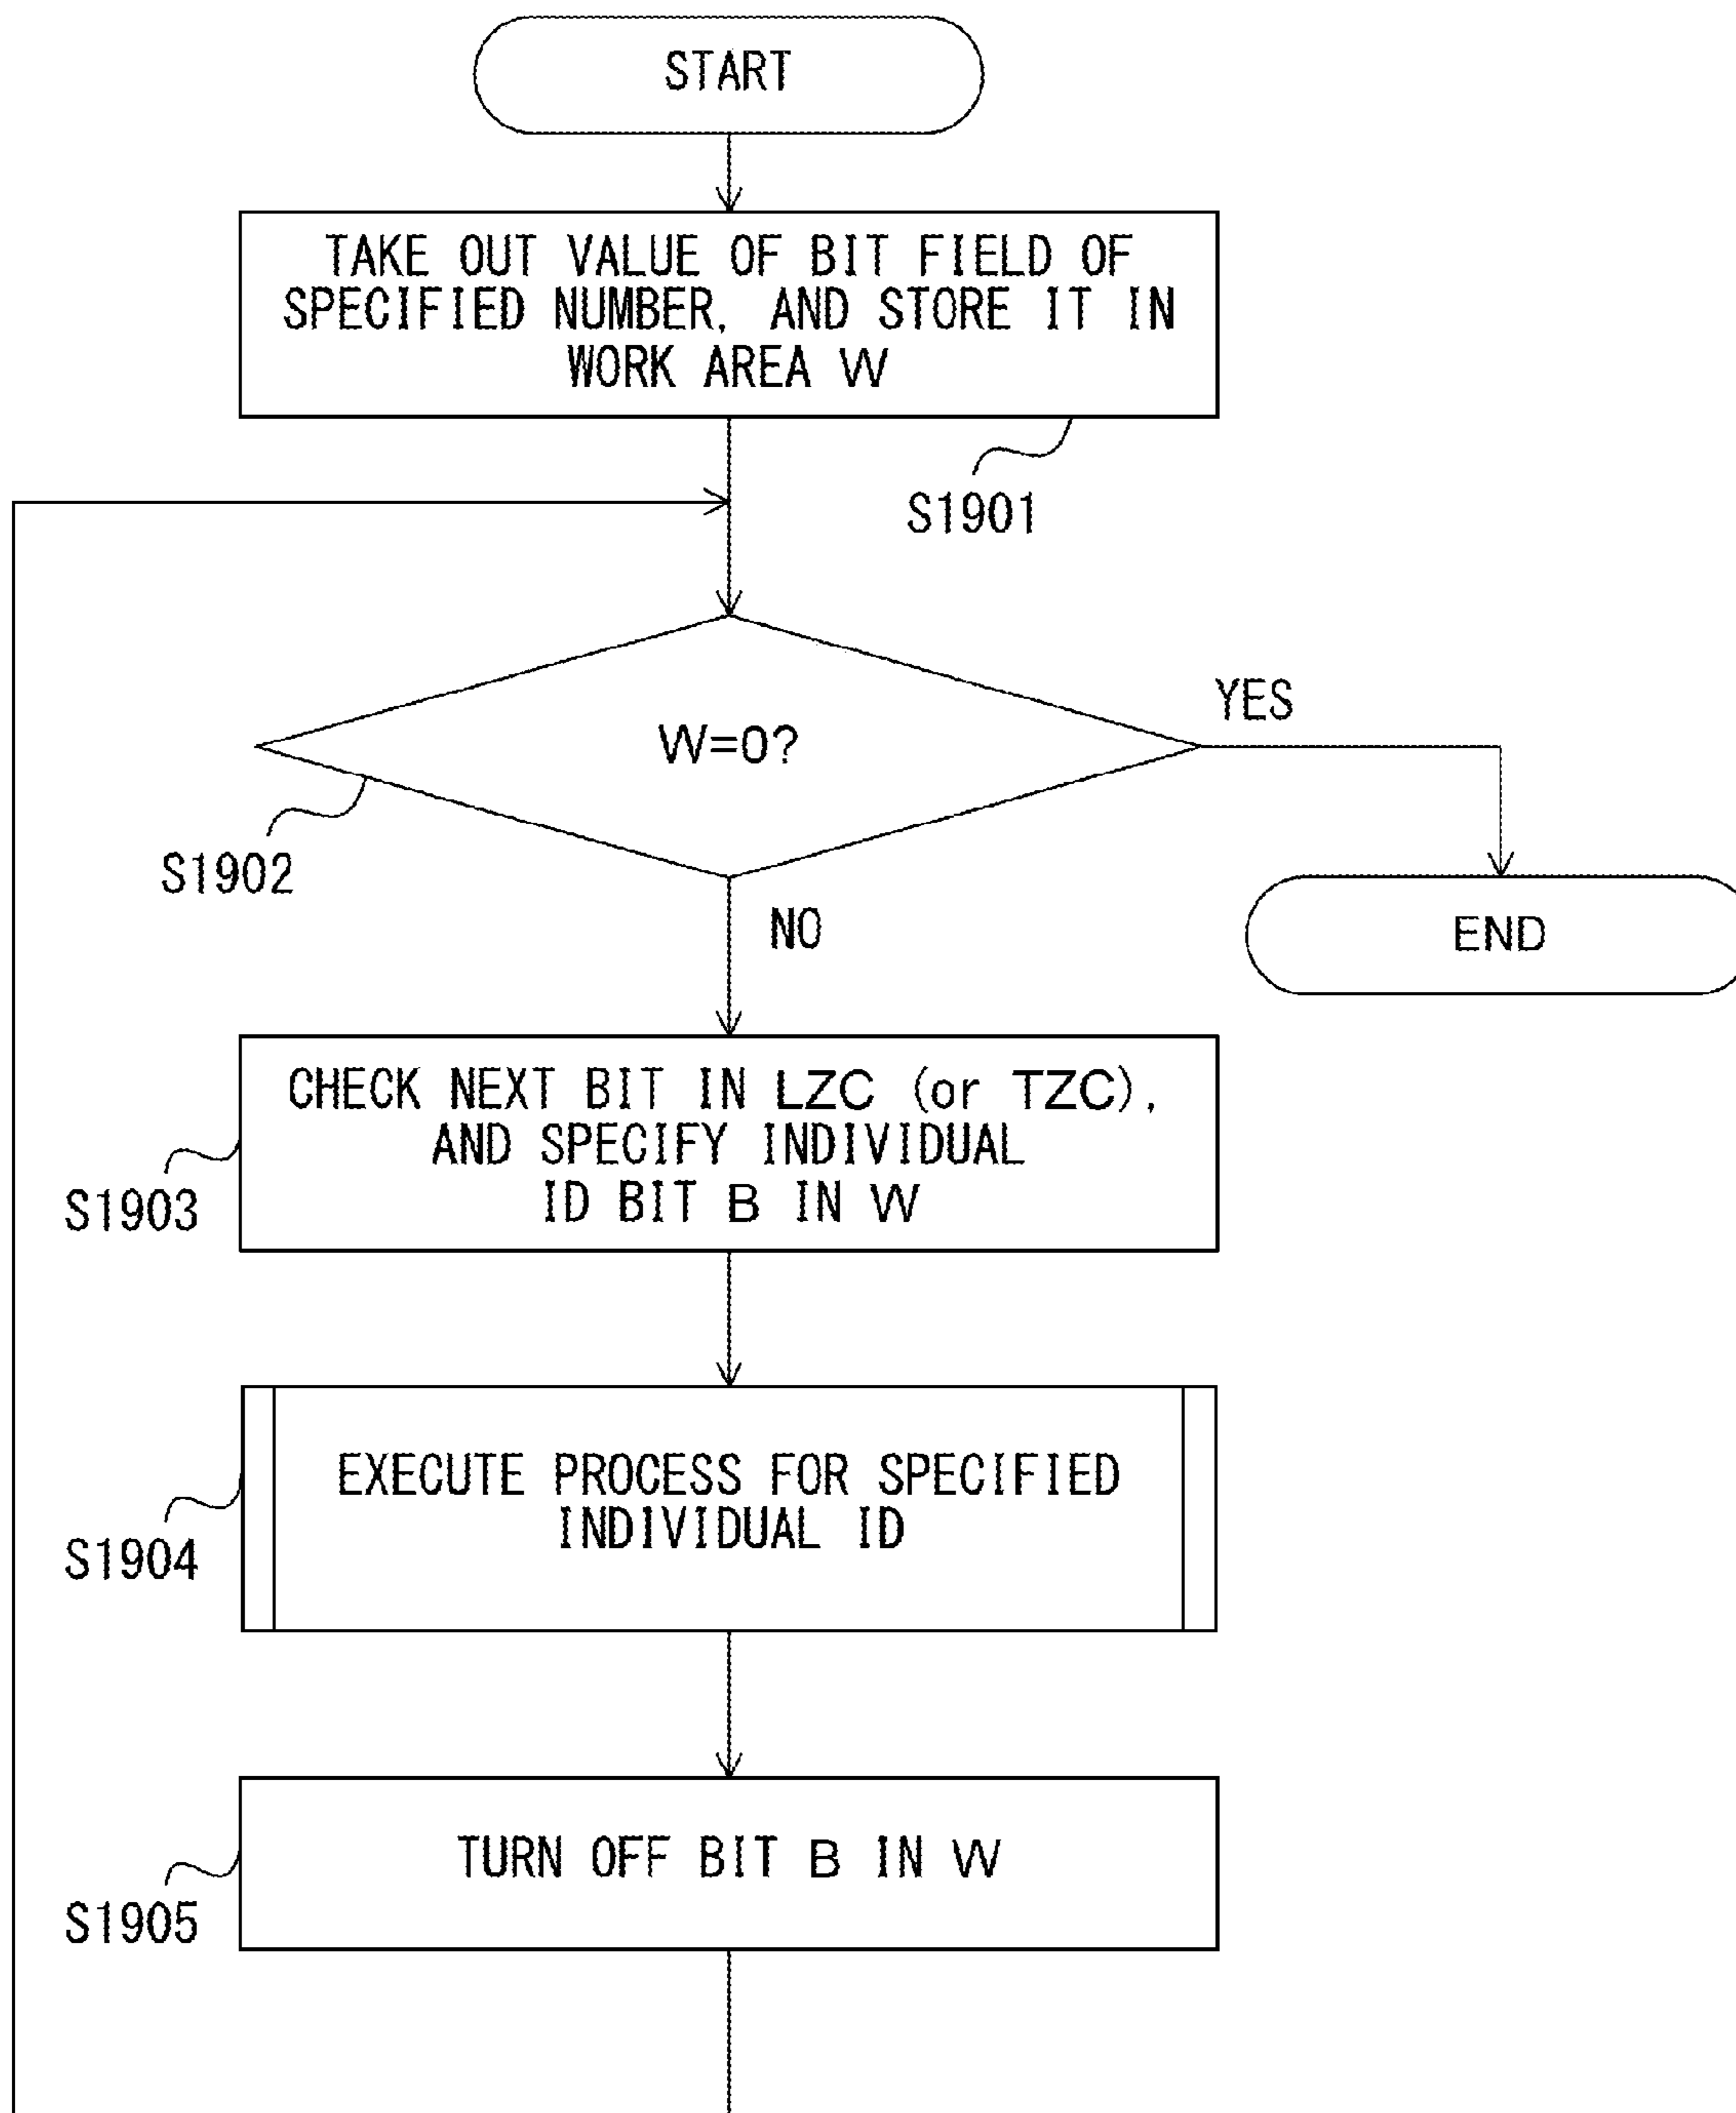 START
TAKE OUT VALUE OF BIT FIELD OF
SPECIFIED NUMBER, AND STORE IT IN
WORK AREA W
S1901
W=0?
YES
S1902
NO
END
CHECK NEXT BIT IN LZC (or TZC),
AND SPECIFY INDIVIDUAL
ID BIT B IN W
S1903
EXECUTE PROCESS FOR SPECIFIED
INDIVIDUAL ID
S1904
TURN OFF BIT B IN W
S1905